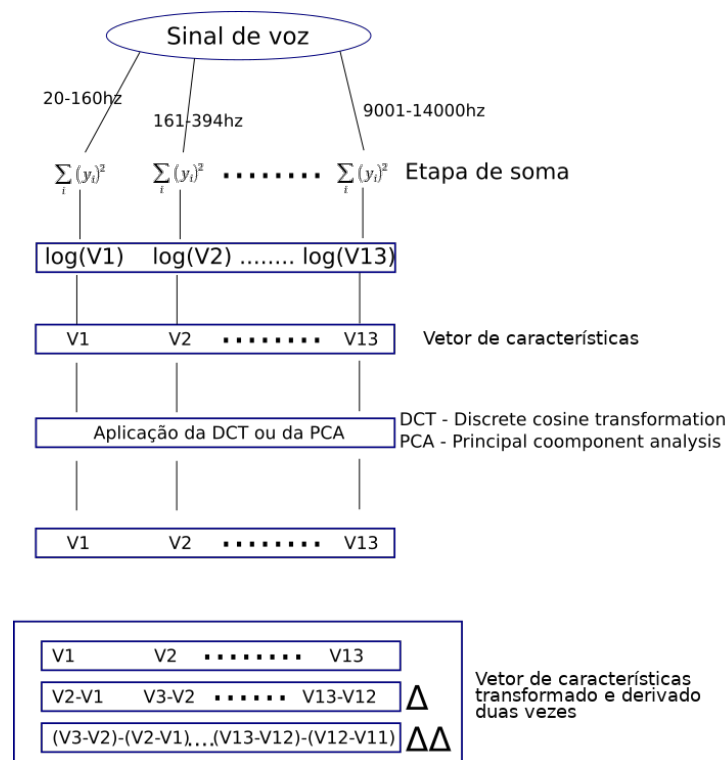 Sinal de voz
20-160hz
161-394hz
9001-14000hz
∑ᵢ(yᵢ)² ∑ᵢ(yᵢ)² ........ ∑ᵢ(yᵢ)² Etapa de soma
log(V1) log(V2) ........ log(V13)
V1 V2 ........ V13 Vetor de características
Aplicação da DCT ou da PCA
DCT - Discrete cosine transformation
PCA - Principal coomponent analysis
V1 V2 ........ V13
V1 V2 ........ V13
V2-V1 V3-V2 ...... V13-V12 Δ
(V3-V2)-(V2-V1)....(V13-V12)-(V12-V11) ΔΔ
Vetor de características
transformado e derivado
duas vezes